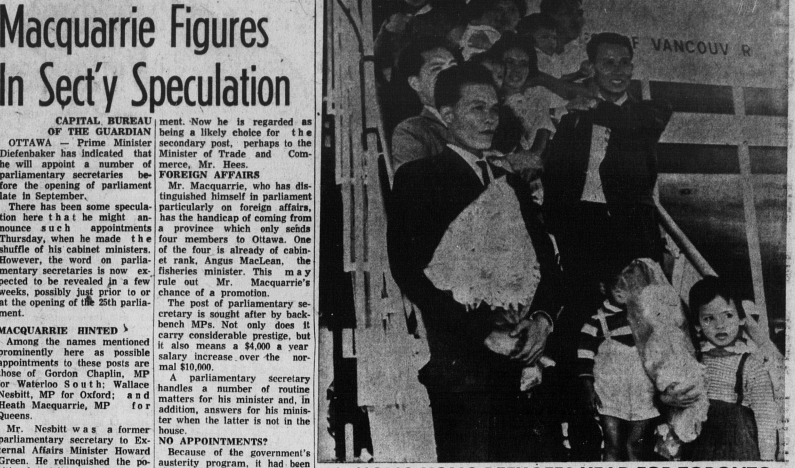 Macquarrie Figures
In Sect'y Speculation
CAPITAL BUREAU
OF THE GUARDIAN
OTTAWA — Prime Minister
Diefenbaker has indicated that
he will appoint a number of
parliamentary secretaries be-
fore the opening of parliament
late in September.
There has been some specula-
tion here that he might an-
nounce such appointments
Thursday, when he made the
shuffle of his cabinet ministers.
However, the word on parlia-
mentary secretaries is now ex-
pected to be revealed in a few
weeks, possibly just prior to or
at the opening of the 25th parlia-
ment.
MACQUARRIE HINTED
Among the names mentioned
prominently here as possible
appointments to these posts are
those of Gordon Chaplin, MP
for Waterloo South; Wallace
Nesbitt, MP for Oxford; and
Heath Macquarrie, MP for
Queens.
Mr. Nesbitt was a former
parliamentary secretary to Ex-
ternal Affairs Minister Howard
Green. He relinquished the po-
ment. Now he is regarded as
being a likely choice for the
secondary post, perhaps to the
Minister of Trade and Com-
merce, Mr. Hees.
FOREIGN AFFAIRS
Mr. Macquarrie, who has dis-
tinguished himself in parliament
particularly on foreign affairs,
has the handicap of coming from
a province which only sends
four members to Ottawa. One
of the four is already of cabin-
et rank, Angus MacLean, the
fisheries minister. This may
rule out Mr. Macquarrie's
chance of a promotion.
The post of parliamentary se-
cretary is sought after by back-
bench MPs. Not only does it
carry considerable prestige, but
it also means a $4,000 a year
salary increase over the nor-
mal $10,000.
A parliamentary secretary
handles a number of routine
matters for his minister and, in
addition, answers for his minis-
ter when the latter is not in the
house.
NO APPOINTMENTS?
Because of the government's
austerity program, it had been
F VANCOUV R